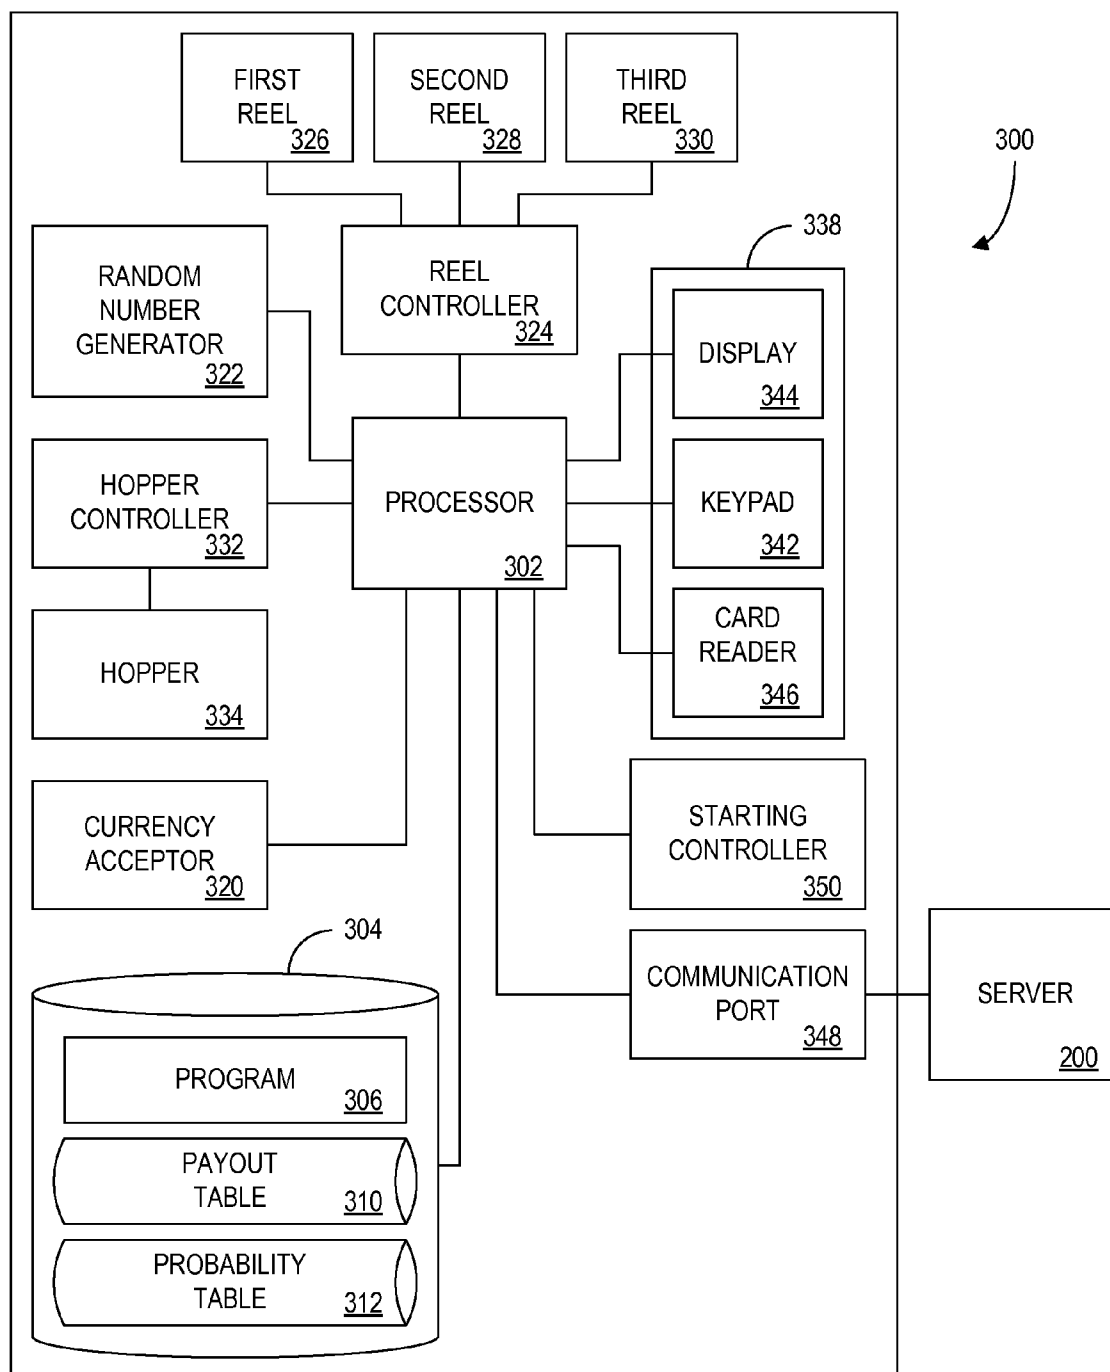 FIRST
REEL
326
SECOND
REEL
328
THIRD
REEL
330
300
338
RANDOM
NUMBER
GENERATOR
322
REEL
CONTROLLER
324
DISPLAY
344
HOPPER
CONTROLLER
332
PROCESSOR
302
KEYPAD
342
HOPPER
334
CARD
READER
346
CURRENCY
ACCEPTOR
320
STARTING
CONTROLLER
350
304
COMMUNICATION
PORT
348
SERVER
200
PROGRAM
306
PAYOUT
TABLE
310
PROBABILITY
TABLE
312